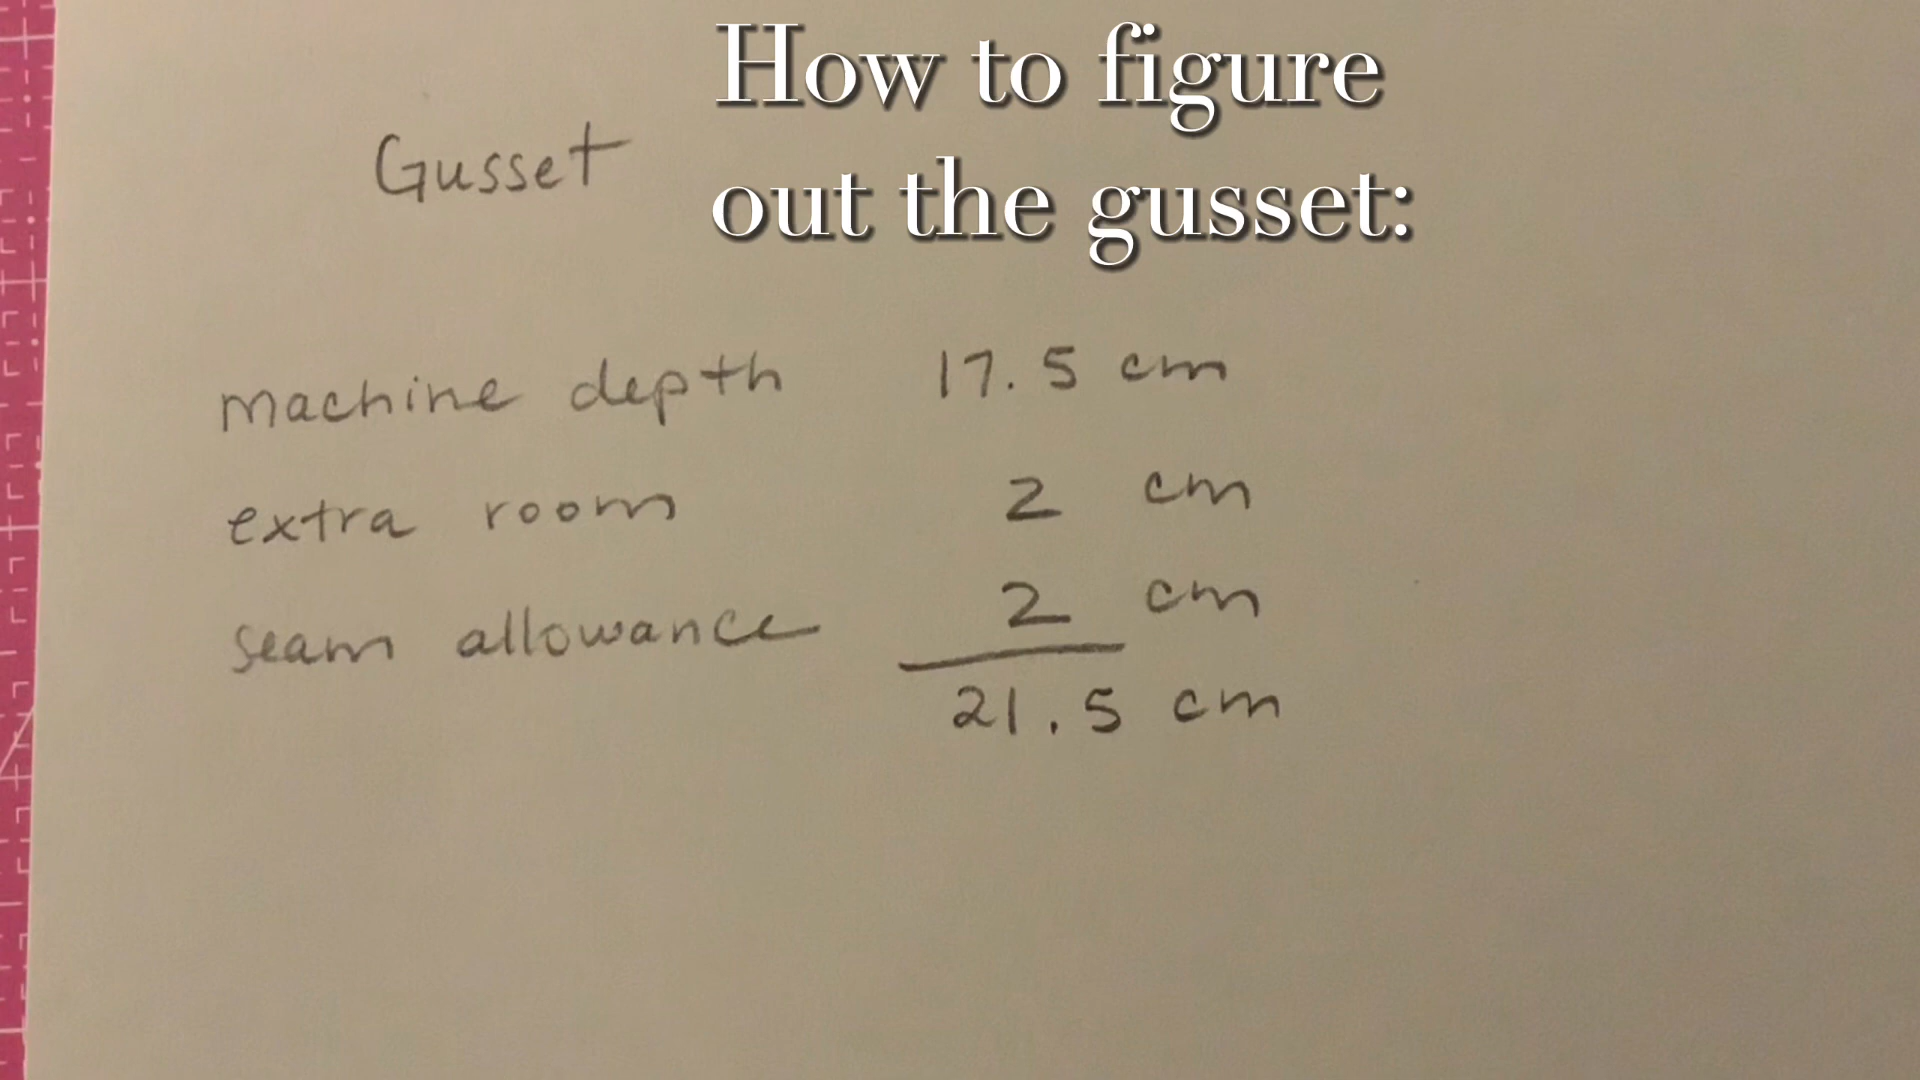 How to figure
out the gusset:
Gusset
machine depth 17.5 cm
extra room 2 cm
seam allowance 2 cm
21.5 cm